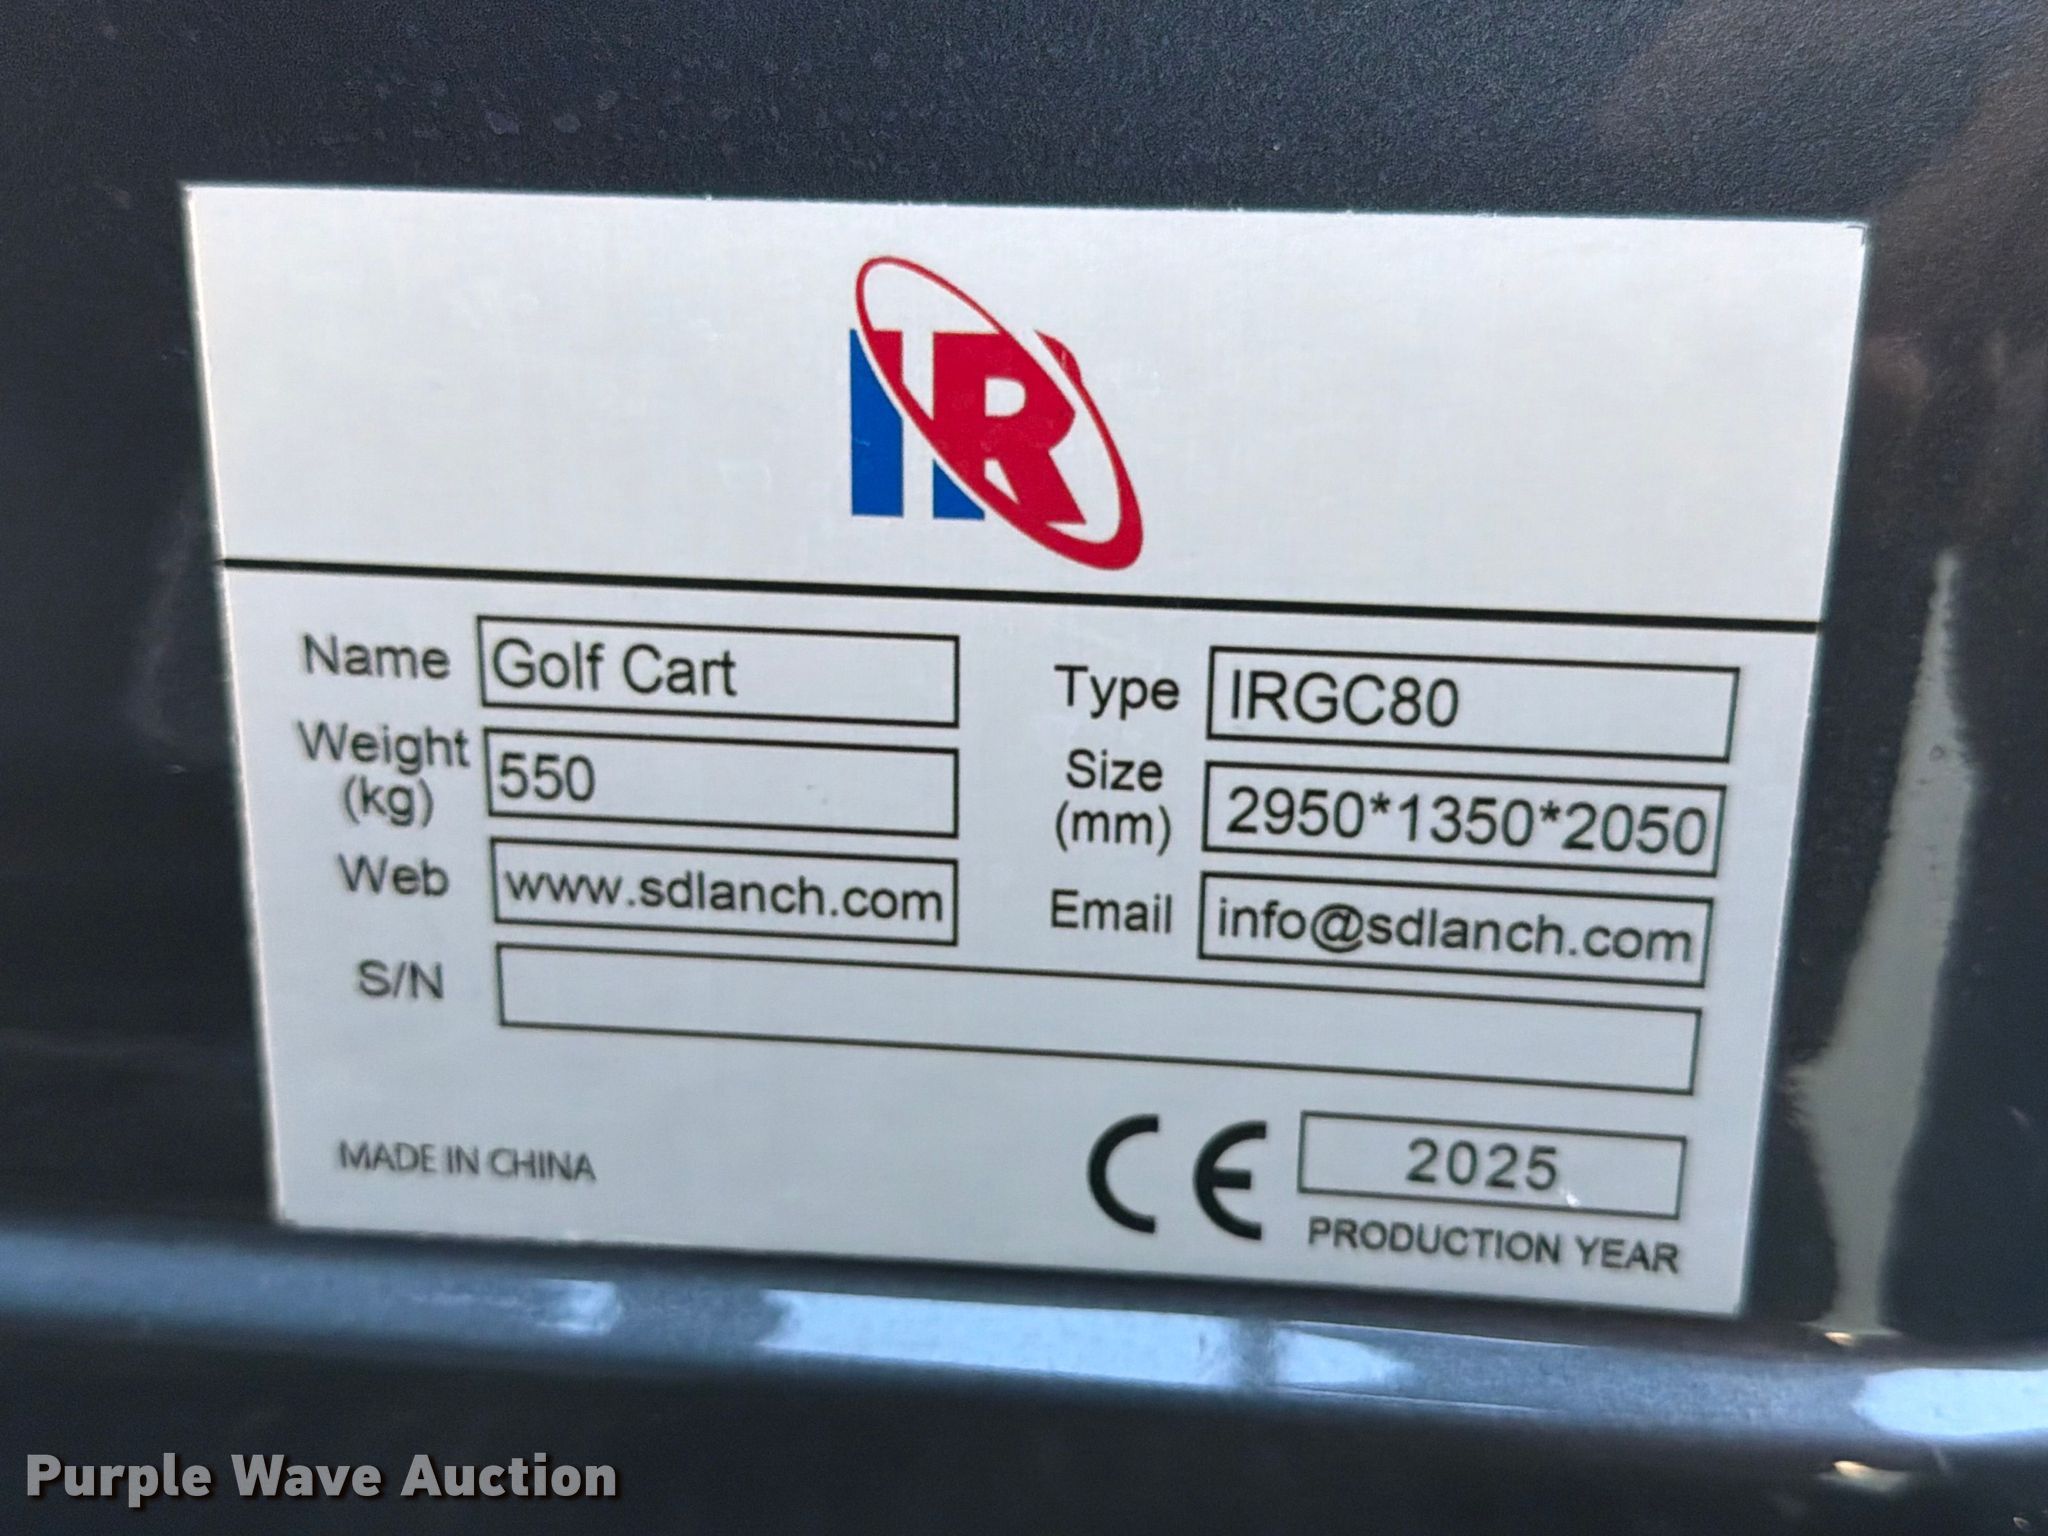 IR
Name Golf Cart Type IRGC80
Weight (kg) 550 Size (mm) 2950*1350*2050
Web www.sdlanch.com Email info@sdlanch.com
S/N
MADE IN CHINA CE 2025
PRODUCTION YEAR
Purple Wave Auction